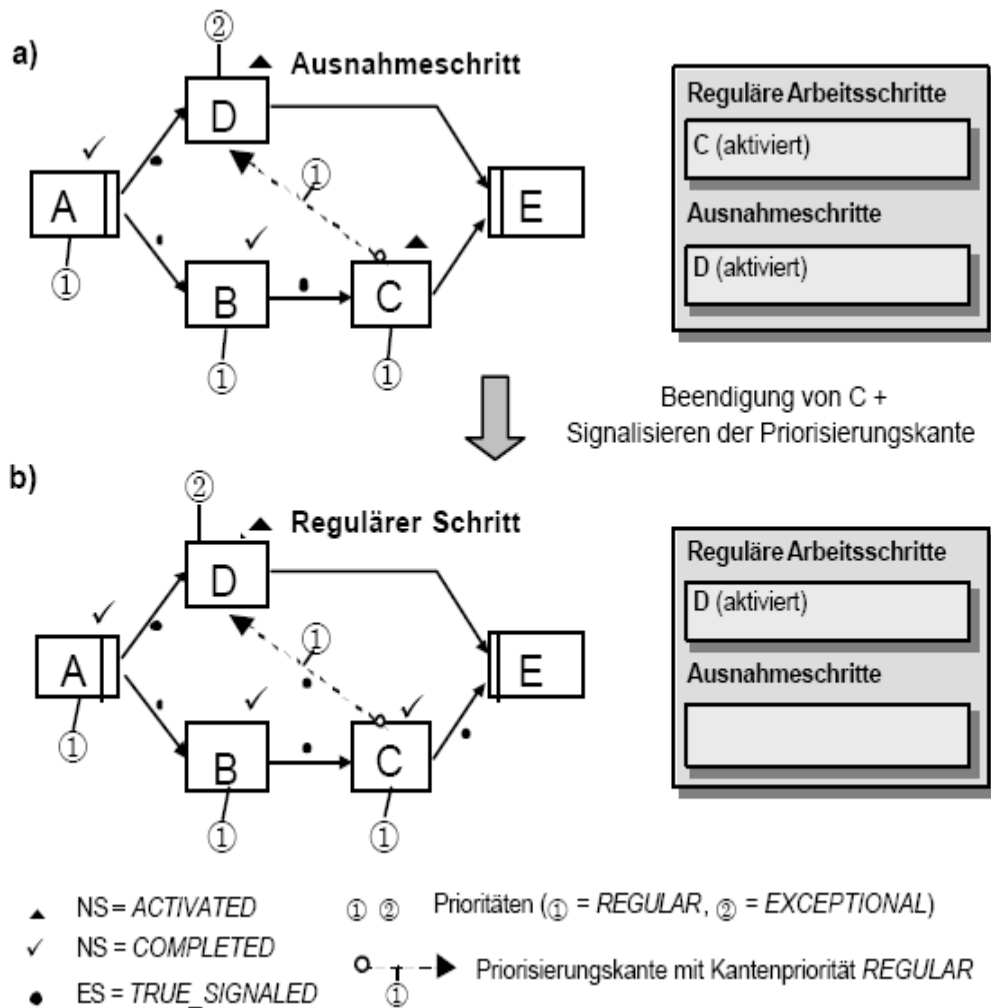 a)
②
Ausnahmeschritt
D
①
A
E
①
B
C
①
①
Reguläre Arbeitsschritte
C (aktiviert)
Ausnahmeschritte
D (aktiviert)
Beendigung von C +
Signalisieren der Priorisierungskante
b)
②
Regulärer Schritt
D
①
A
E
①
B
C
①
①
Reguläre Arbeitsschritte
D (aktiviert)
Ausnahmeschritte
NS = ACTIVATED
NS = COMPLETED
ES = TRUE_SIGNALED
① ② Prioritäten (① = REGULAR, ② = EXCEPTIONAL)
Priorisierungskante mit Kantenpriorität REGULAR
①